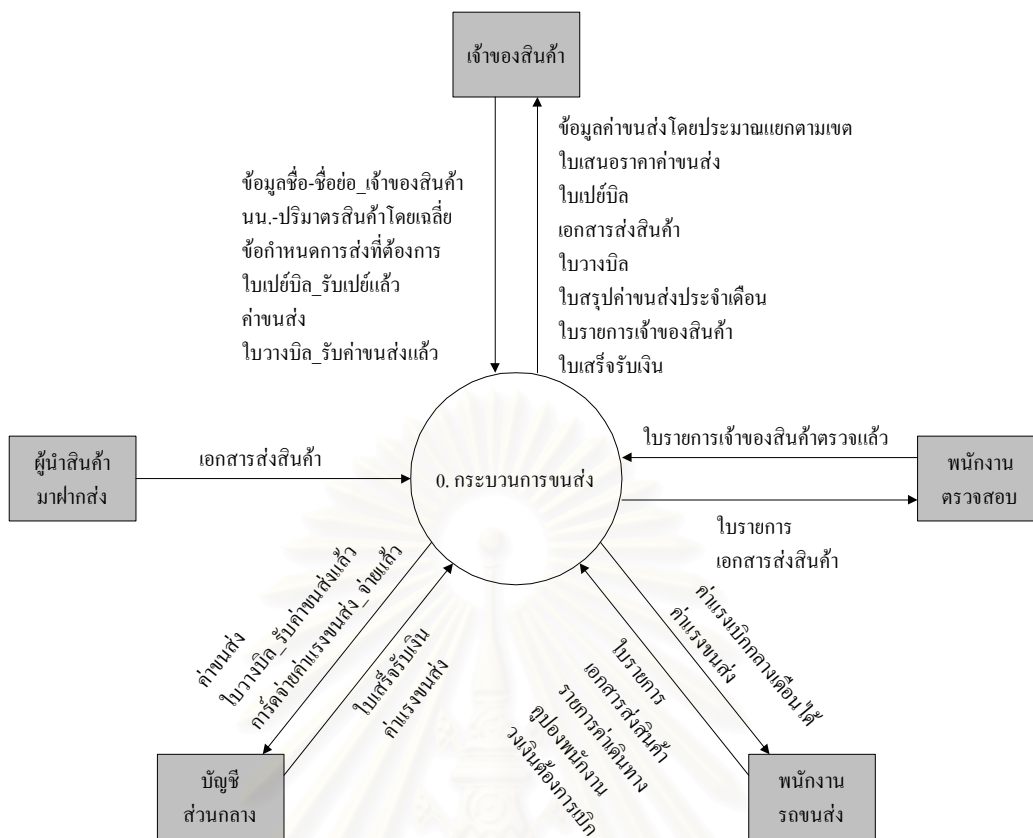 เจ้าของสินค้า
ข้อมูลชื่อ-ชื่อย่อ_เจ้าของสินค้า
นน.-ปริมาตรสินค้าโดยเฉลี่ย
ข้อกำหนดการส่งที่ต้องการ
ใบเปย์บิล_รับเปย์แล้ว
ค่าขนส่ง
ใบวางบิล_รับค่าขนส่งแล้ว
ข้อมูลค่าขนส่งโดยประมาณแยกตามเขต
ใบเสนอราคาค่าขนส่ง
ใบเปย์บิล
เอกสารส่งสินค้า
ใบวางบิล
ใบสรุปค่าขนส่งประจำเดือน
ใบรายการเจ้าของสินค้า
ใบเสร็จรับเงิน
ผู้นำสินค้า
มาฝากส่ง
เอกสารส่งสินค้า
0. กระบวนการขนส่ง
ใบรายการเจ้าของสินค้าตรวจแล้ว
พนักงาน
ตรวจสอบ
ใบรายการ
เอกสารส่งสินค้า
ค่าขนส่ง
ใบวางบิล_รับค่าขนส่งแล้ว
การ์ดจ่ายค่าแรงขนส่ง_จ่ายแล้ว
ใบเสร็จรับเงิน
ค่าแรงขนส่ง
ใบรายการ
เอกสารส่งสินค้า
รายการค่าเดินทาง
คูปองพนักงาน
วงเงินต้องการเบิก
ค่าแรงเบิกกลางเดือนได้
ค่าแรงขนส่ง
บัญชี
ส่วนกลาง
พนักงาน
รถขนส่ง